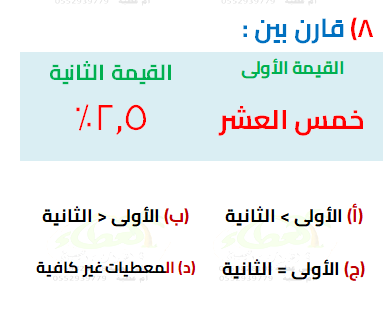 ٨) قارن بين :
القيمة الأولى
القيمة الثانية
خمس العشر
٢,٥٪
(أ) الأولى > الثانية
(ب) الأولى < الثانية
(ج) الأولى = الثانية
(د) المعطيات غير كافية